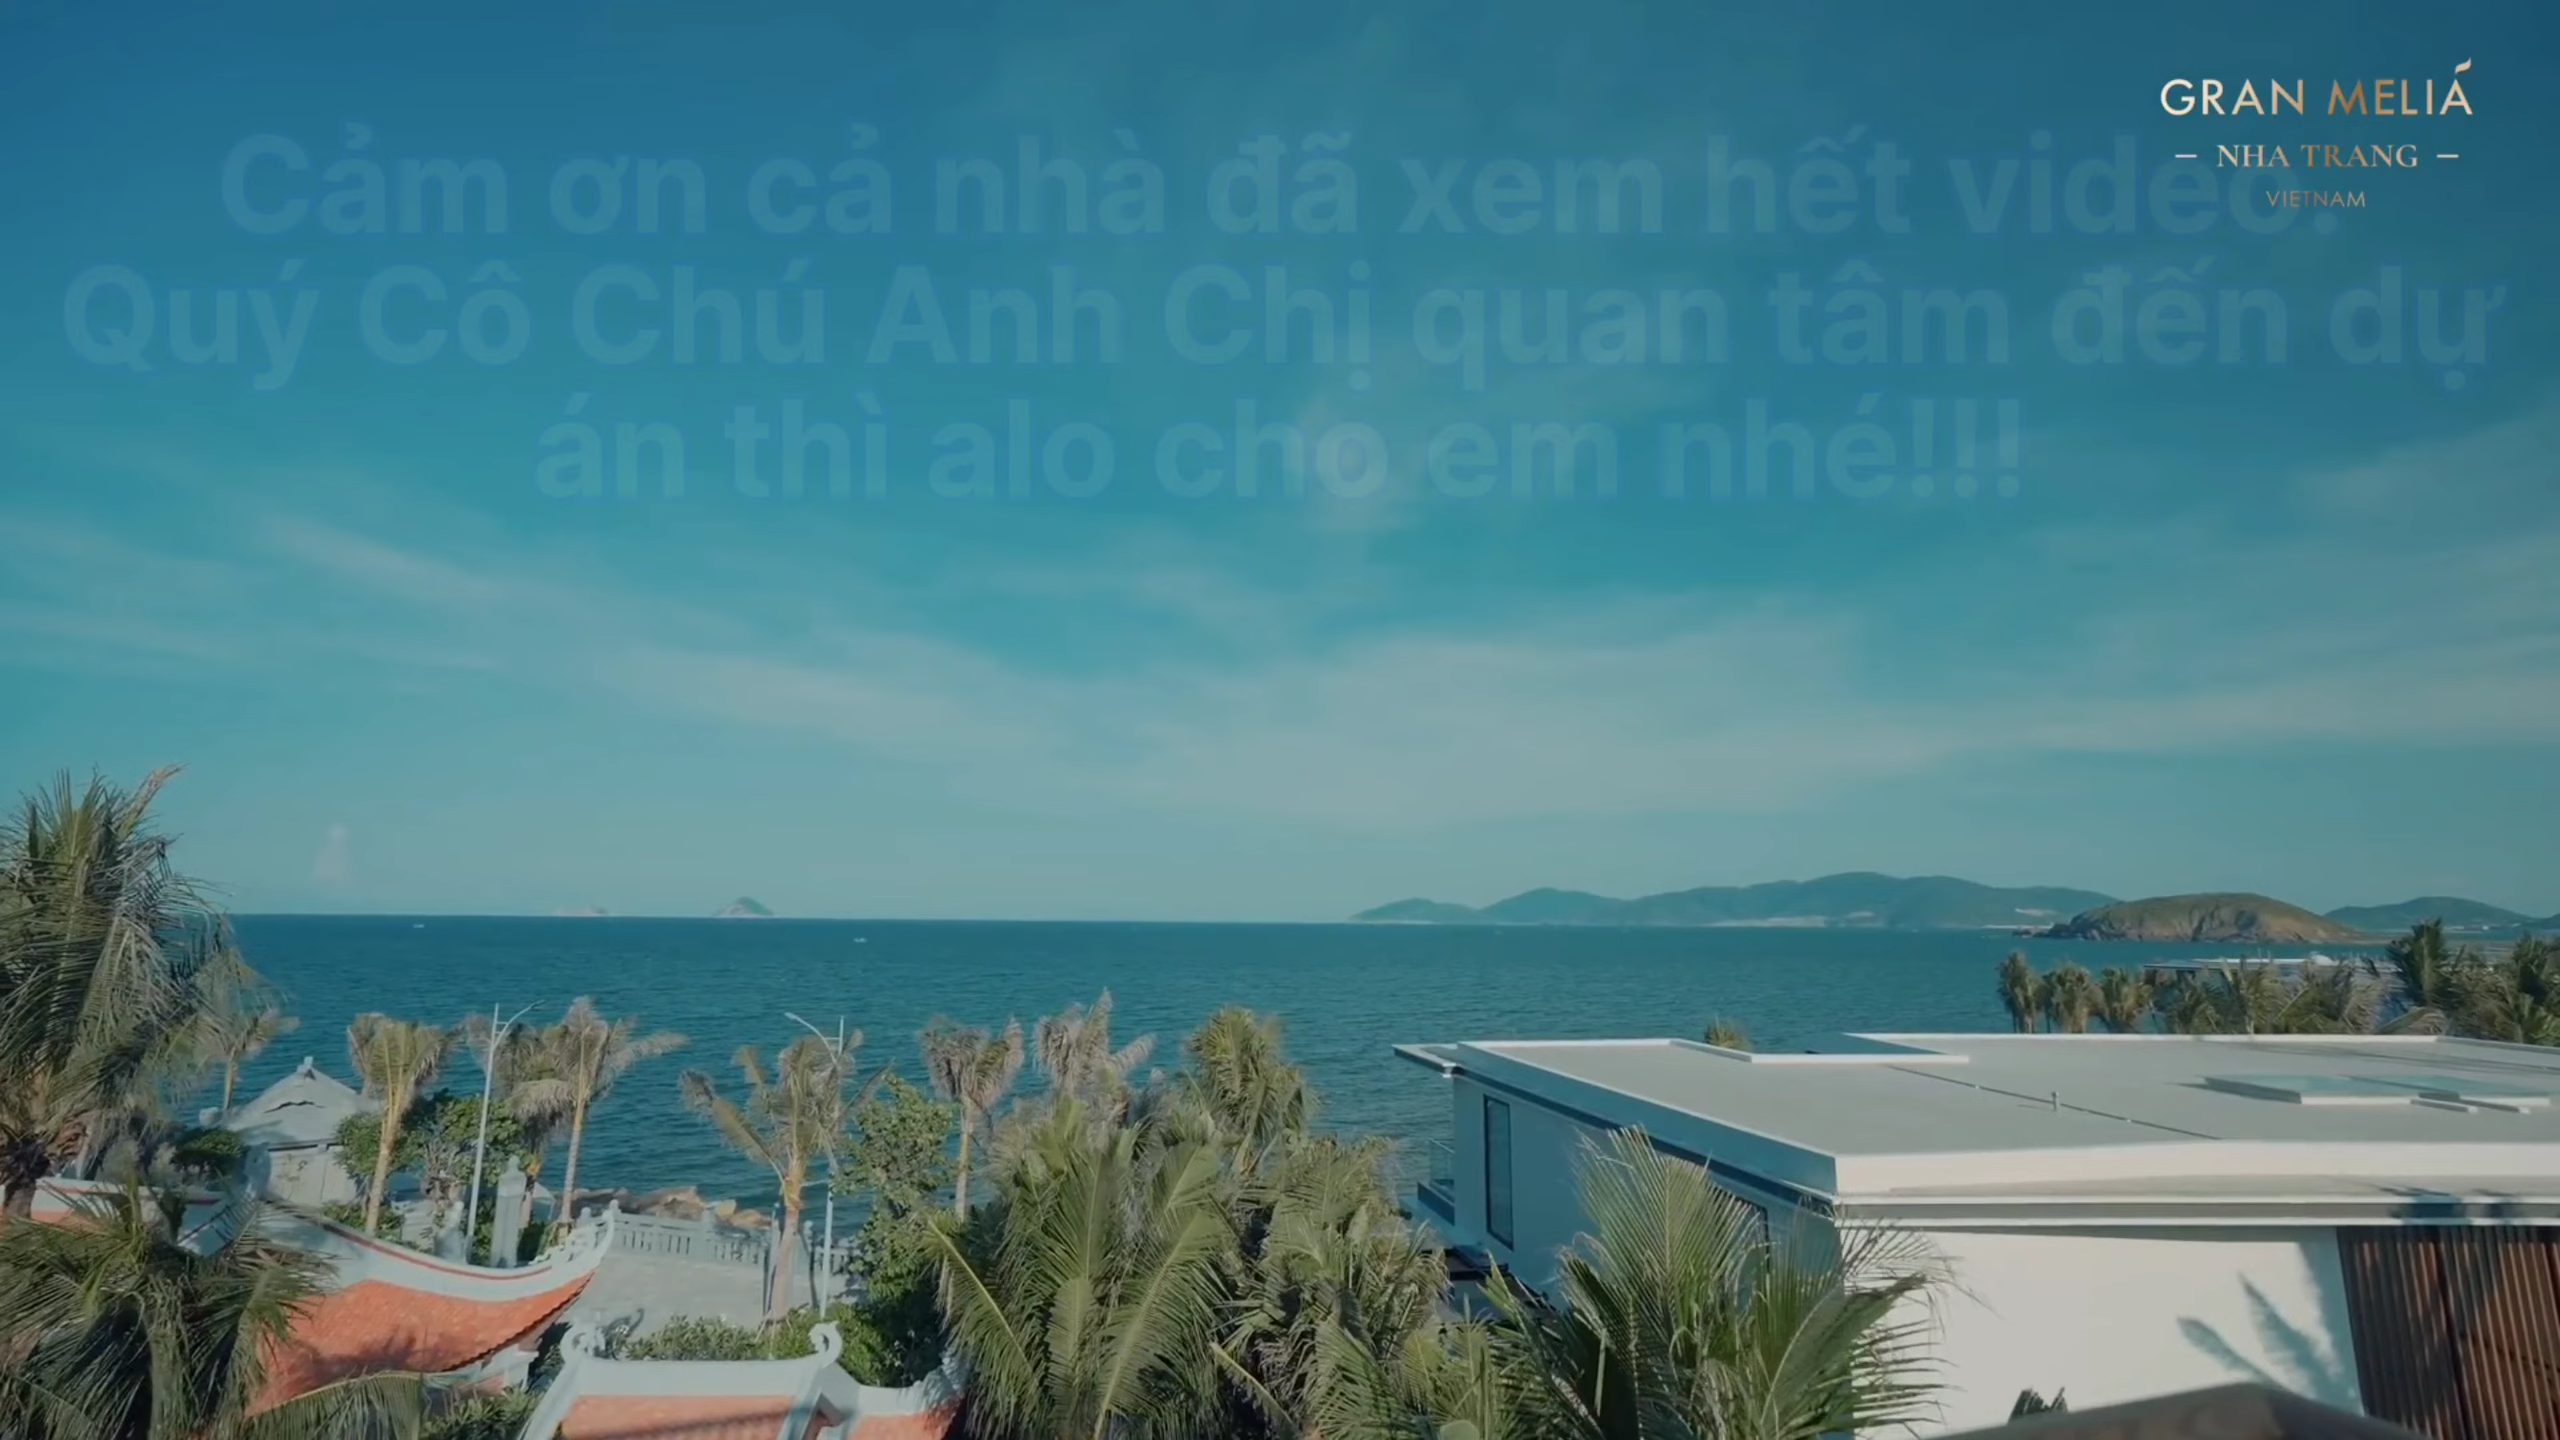 GRAN MELIÁ
– NHA TRANG –
VIETNAM
Cảm ơn cả nhà đã xem hết video.
Quý Cô Chú Anh Chị quan tâm đến dự
án thì alo cho em nhé!!!